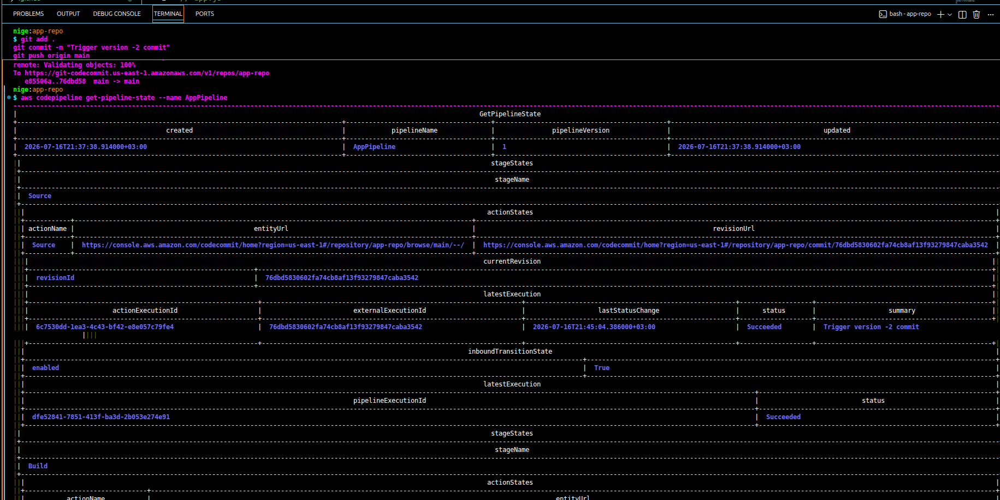 PROBLEMS OUTPUT DEBUG CONSOLE TERMINAL PORTS bash - app-repo
nige:app-repo
$ git add .
git commit -m "Trigger version -2 commit"
git push origin main
remote: Validating objects: 100%
To https://git-codecommit.us-east-1.amazonaws.com/v1/repos/app-repo
e85506a..76dbd58 main -> main
nige:app-repo
$ aws codepipeline get-pipeline-state --name AppPipeline
GetPipelineState
created | pipelineName | pipelineVersion | updated
2026-07-16T21:37:38.914000+03:00 | AppPipeline | 1 | 2026-07-16T21:37:38.914000+03:00
stageStates
stageName
Source
actionStates
actionName | entityUrl | revisionUrl
Source | https://console.aws.amazon.com/codecommit/home?region=us-east-1#/repository/app-repo/browse/main/--/ | https://console.aws.amazon.com/codecommit/home?region=us-east-1#/repository/app-repo/commit/76dbd5830602fa74cb8af13f93279847caba3542
currentRevision
revisionId | 76dbd5830602fa74cb8af13f93279847caba3542
latestExecution
actionExecutionId | externalExecutionId | lastStatusChange | status | summary
6c7530dd-1ea3-4c43-bf42-e8e057c79fe4 | 76dbd5830602fa74cb8af13f93279847caba3542 | 2026-07-16T21:45:04.386000+03:00 | Succeeded | Trigger version -2 commit
inboundTransitionState
enabled | True
latestExecution
pipelineExecutionId | status
dfe52841-7851-413f-ba3d-2b053e274e91 | Succeeded
stageStates
stageName
Build
actionStates
actionName | entityUrl